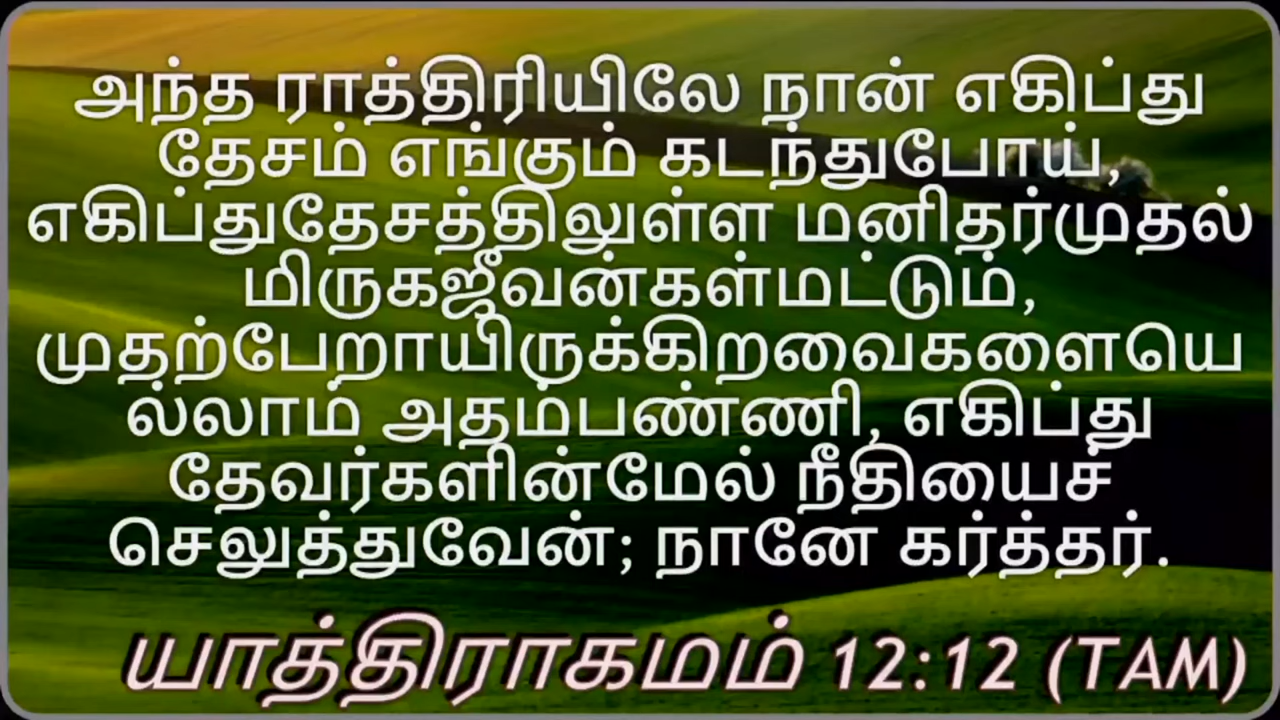 அந்த ராத்திரியிலே நான் எகிப்து
தேசம் எங்கும் கடந்துபோய்,
எகிப்துதேசத்திலுள்ள மனிதர்முதல்
மிருகஜீவன்கள்மட்டும்,
முதற்பேறாயிருக்கிறவைகளையெ
ல்லாம் அதம்பண்ணி, எகிப்து
தேவர்களின்மேல் நீதியைச்
செலுத்துவேன்; நானே கர்த்தர்.
யாத்திராகமம் 12:12 (TAM)